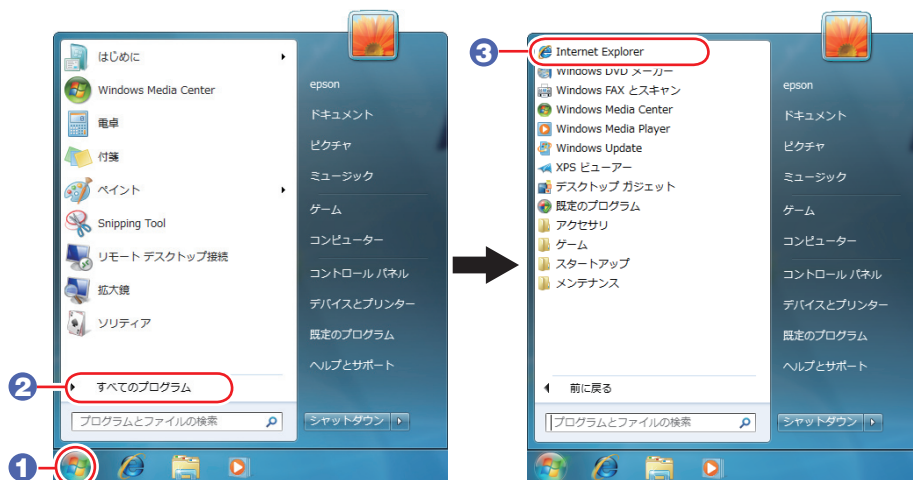 はじめに
Windows Media Center
電卓
付箋
ペイント
Snipping Tool
リモート デスクトップ接続
拡大鏡
ソリティア
2
すべてのプログラム
プログラムとファイルの検索
1
epson
ドキュメント
ピクチャ
ミュージック
ゲーム
コンピューター
コントロール パネル
デバイスとプリンター
既定のプログラム
ヘルプとサポート
シャットダウン
3
Internet Explorer
Windows DVD メーカー
Windows FAX とスキャン
Windows Media Center
Windows Media Player
Windows Update
XPS ビューアー
デスクトップ ガジェット
既定のプログラム
アクセサリ
ゲーム
スタートアップ
メンテナンス
前に戻る
プログラムとファイルの検索
epson
ドキュメント
ピクチャ
ミュージック
ゲーム
コンピューター
コントロール パネル
デバイスとプリンター
既定のプログラム
ヘルプとサポート
シャットダウン